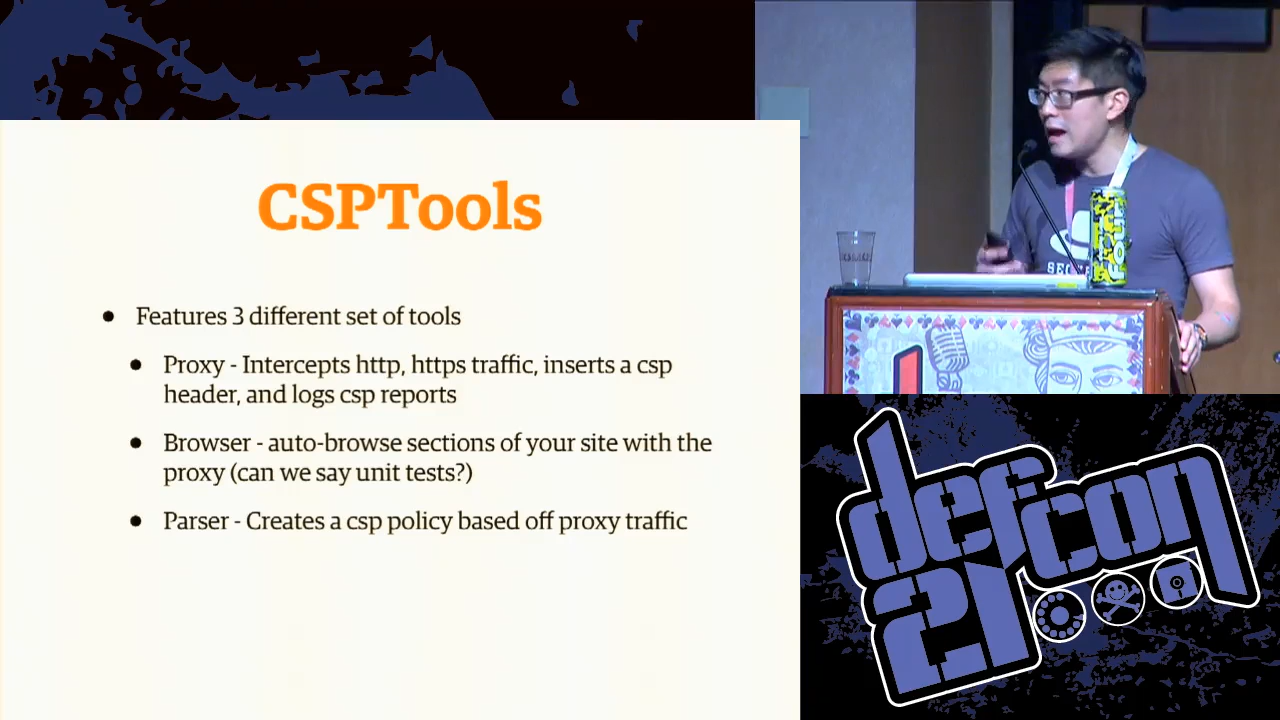 CSPTools
• Features 3 different set of tools
• Proxy - Intercepts http, https traffic, inserts a csp
header, and logs csp reports
• Browser - auto-browse sections of your site with the
proxy (can we say unit tests?)
• Parser - Creates a csp policy based off proxy traffic
FOUR
defcon
21